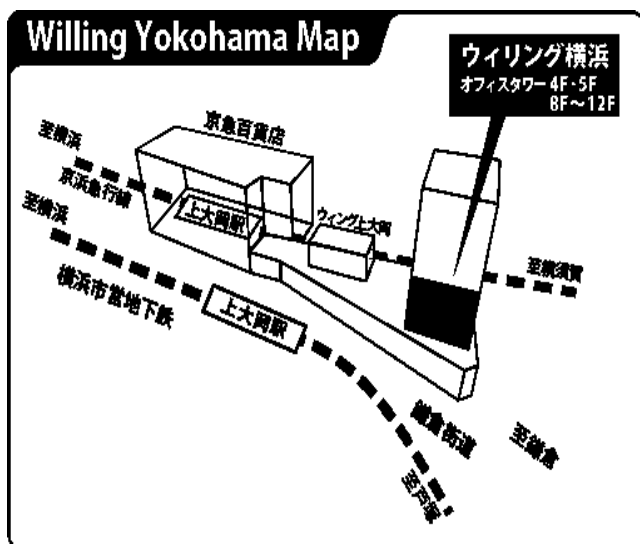 Willing Yokohama Map
ウィリング横浜
オフィスタワー4F・5F
8F～12F
京急百貨店
至横浜
京浜急行線
上大岡駅
ウィング上大岡
至横須賀
至横浜
横浜市営地下鉄
上大岡駅
鎌倉街道
至鎌倉
至戸塚